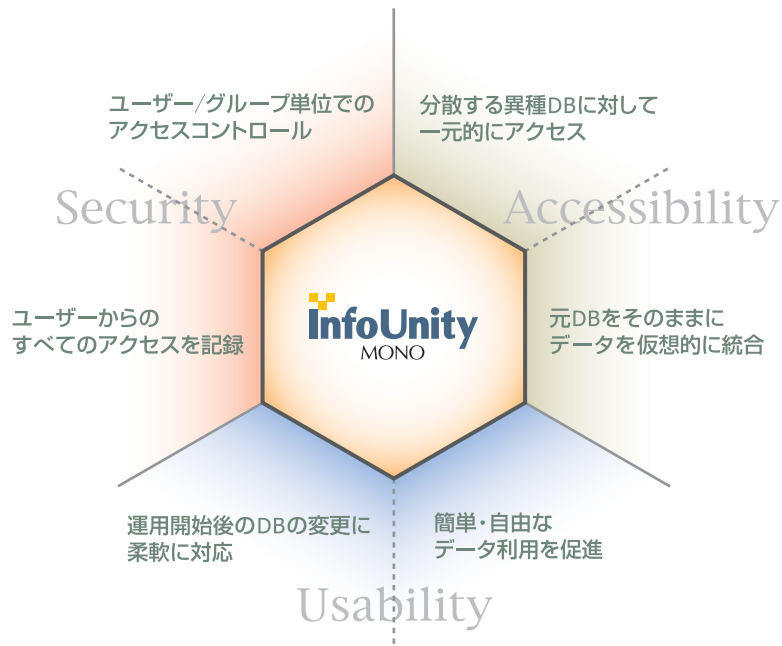 ユーザー/グループ単位での
アクセスコントロール
分散する異種DBに対して
一元的にアクセス
Security
Accessibility
ユーザーからの
すべてのアクセスを記録
InfoUnity
MONO
元DBをそのままに
データを仮想的に統合
運用開始後のDBの変更に
柔軟に対応
簡単・自由な
データ利用を促進
Usability